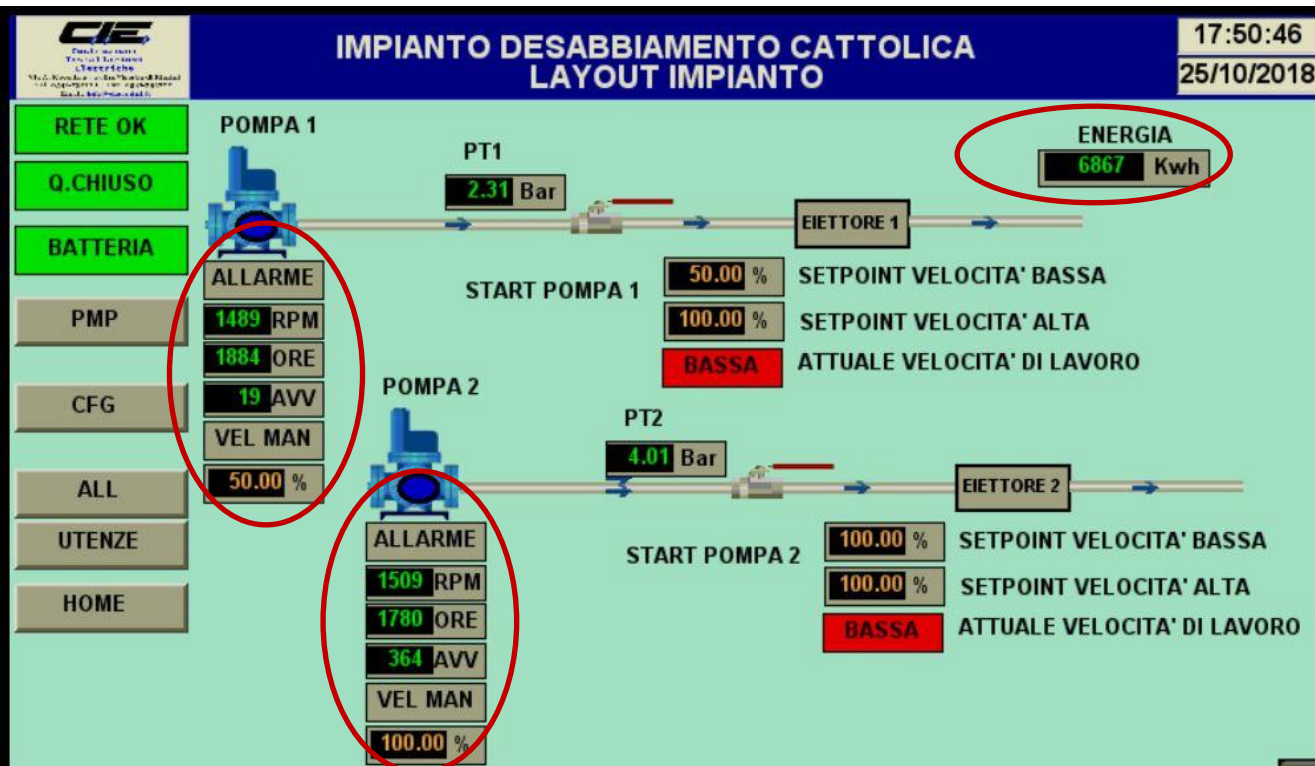 CIE
IMPIANTO DESABBIAMENTO CATTOLICA
LAYOUT IMPIANTO
17:50:46
25/10/2018
RETE OK
Q.CHIUSO
BATTERIA
PMP
CFG
ALL
UTENZE
HOME
POMPA 1
PT1
2.31 Bar
ENERGIA
6867 Kwh
EIETTORE 1
ALLARME
1489 RPM
1884 ORE
19 AVV
VEL MAN
50.00 %
START POMPA 1
50.00 % SETPOINT VELOCITA' BASSA
100.00 % SETPOINT VELOCITA' ALTA
BASSA ATTUALE VELOCITA' DI LAVORO
POMPA 2
PT2
4.01 Bar
EIETTORE 2
ALLARME
1509 RPM
1780 ORE
364 AVV
VEL MAN
100.00 %
START POMPA 2
100.00 % SETPOINT VELOCITA' BASSA
100.00 % SETPOINT VELOCITA' ALTA
BASSA ATTUALE VELOCITA' DI LAVORO